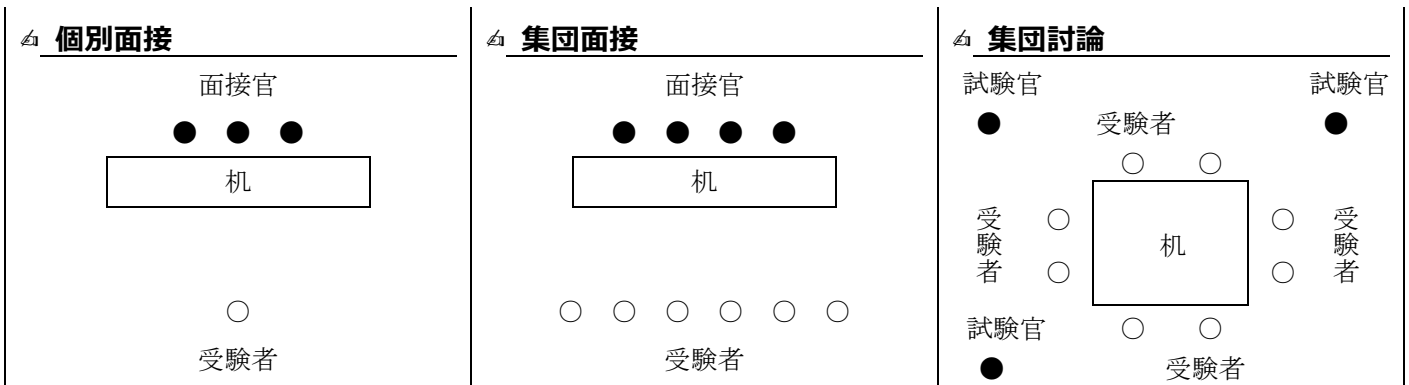 ✍ 個別面接
面接官
● ● ●
机
○
受験者
✍ 集団面接
面接官
● ● ● ●
机
○ ○ ○ ○ ○ ○
受験者
✍ 集団討論
試験官 試験官
● 受験者 ●
○ ○
受験者 ○ 机 ○ 受験者
○ ○
試験官 ○ ○
● 受験者